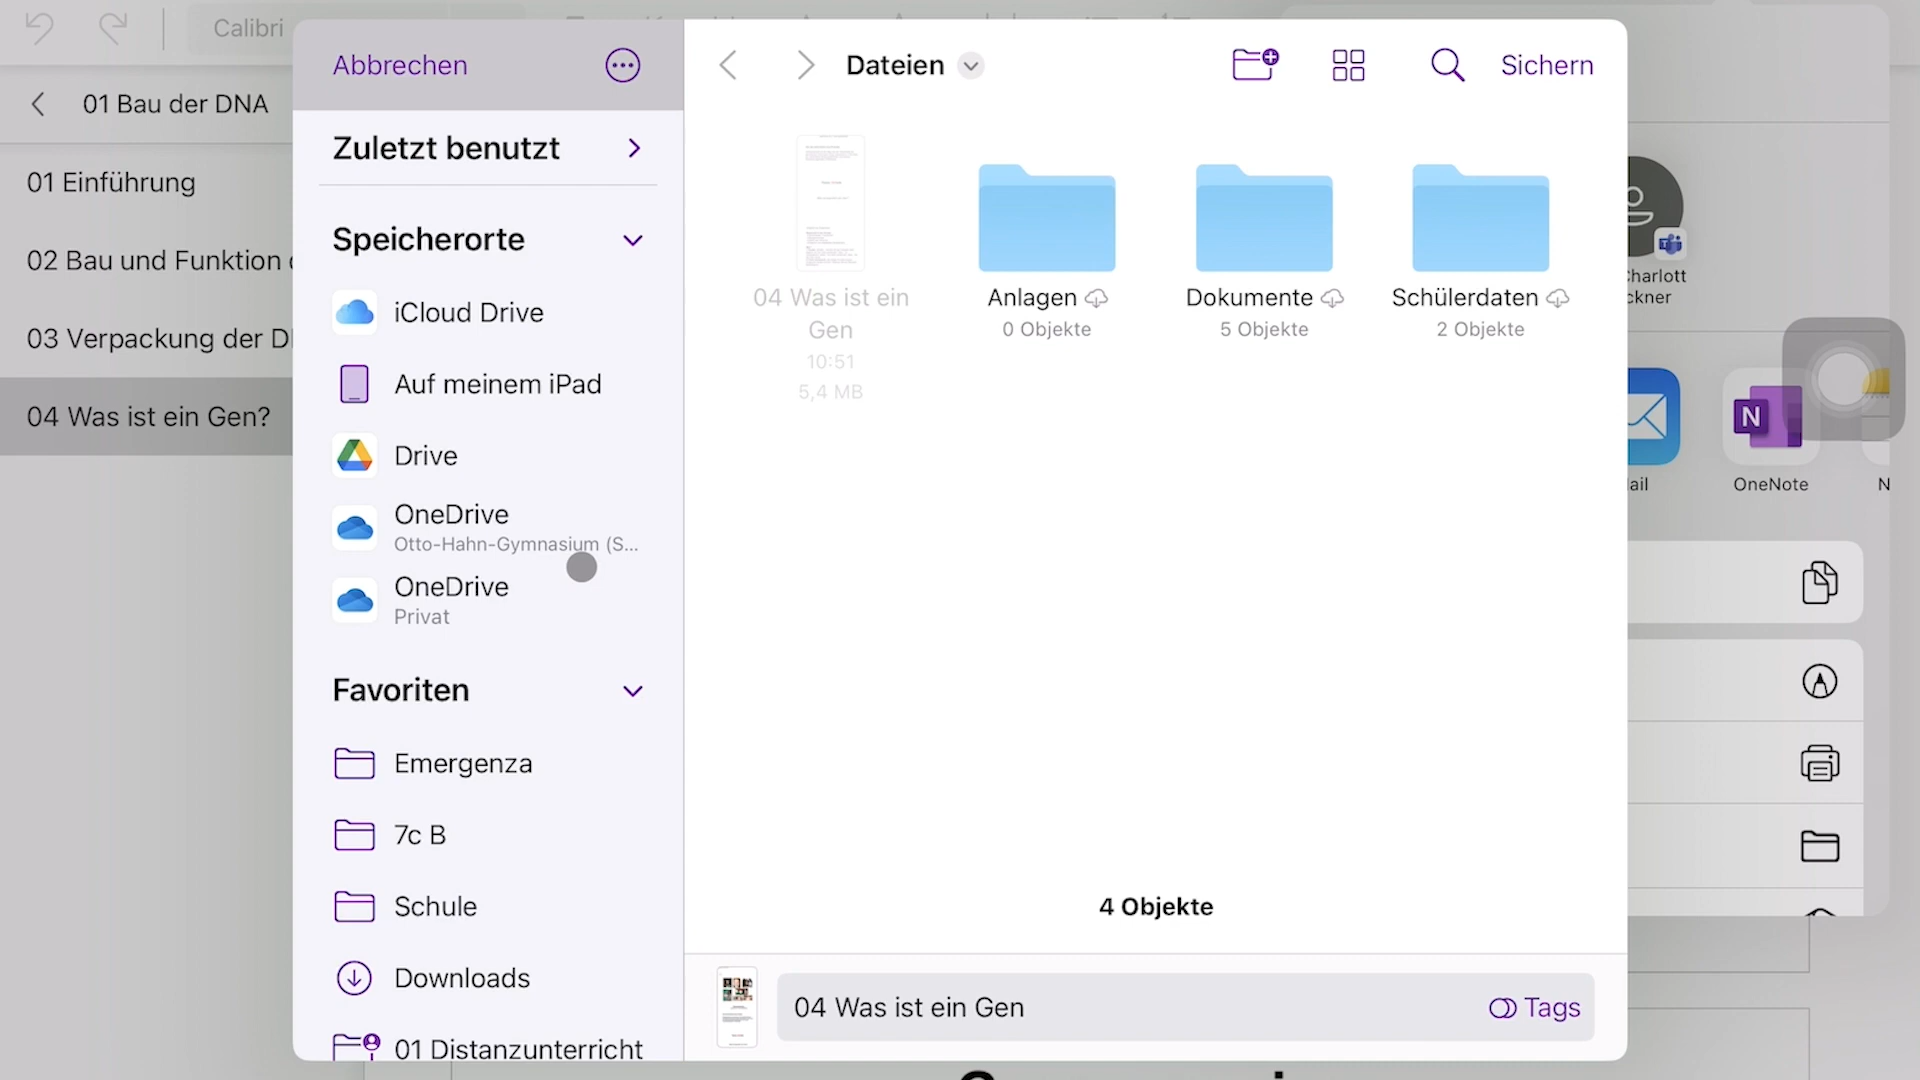 Calibri
01 Bau der DNA
01 Einführung
02 Bau und Funktion
03 Verpackung der D
04 Was ist ein Gen?
Abbrechen
Zuletzt benutzt
Speicherorte
iCloud Drive
Auf meinem iPad
Drive
OneDrive
Otto-Hahn-Gymnasium (S...
OneDrive
Privat
Favoriten
Emergenza
7c B
Schule
Downloads
01 Distanzunterricht
Dateien
Sichern
04 Was ist ein
Gen
10:51
5,4 MB
Anlagen
0 Objekte
Dokumente
5 Objekte
Schülerdaten
2 Objekte
4 Objekte
04 Was ist ein Gen
Tags
harlott
ckner
ail
N
OneNote
N